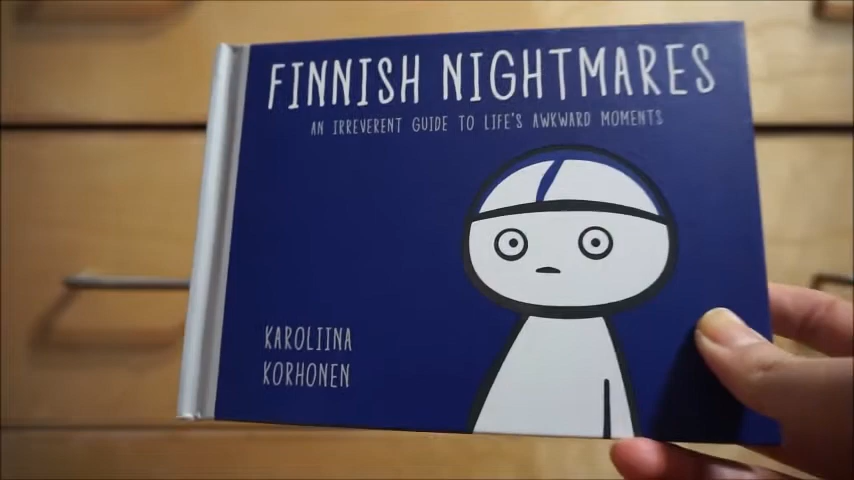 FINNISH NIGHTMARES
AN IRREVERENT GUIDE TO LIFE'S AWKWARD MOMENTS
KAROLIINA
KORHONEN